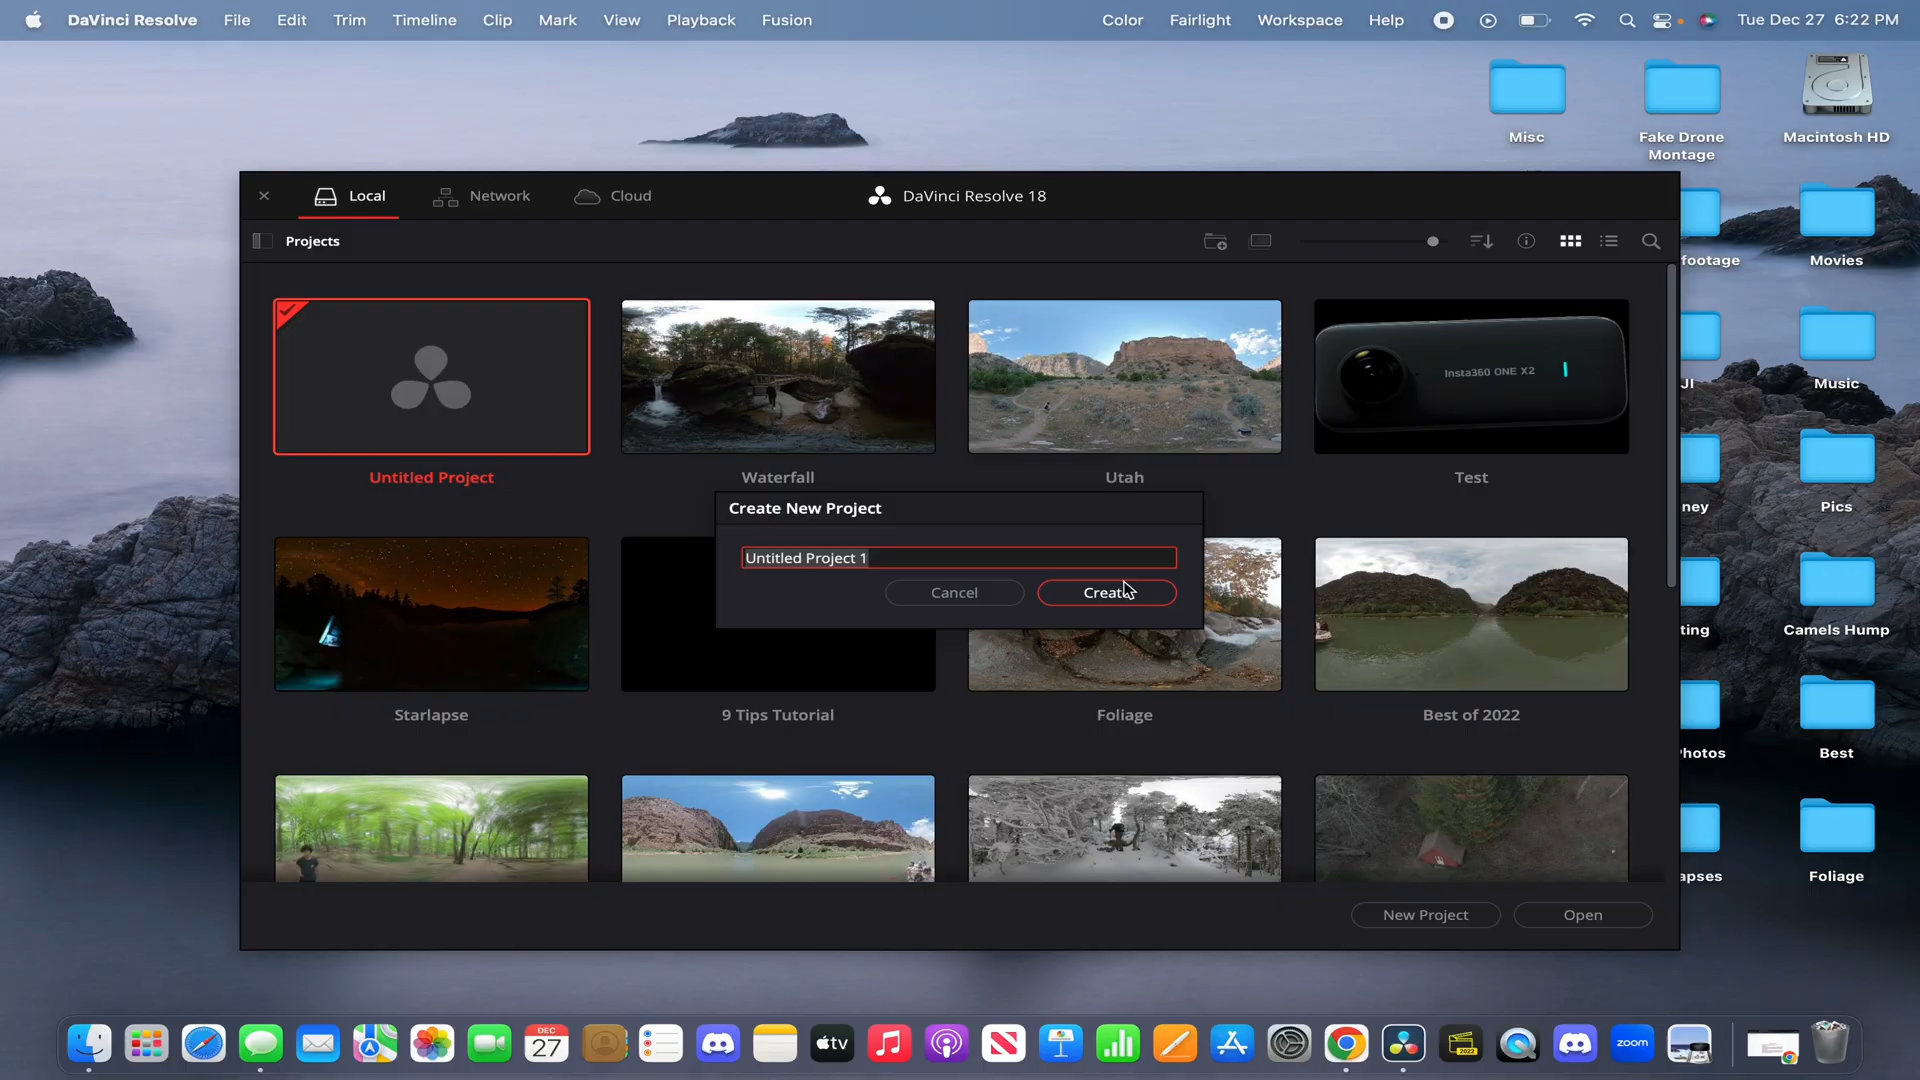 DaVinci Resolve File Edit Trim Timeline Clip Mark View Playback Fusion Color Fairlight Workspace Help Tue Dec 27 6:22 PM
Misc
Fake Drone
Montage
Macintosh HD
Local Network Cloud DaVinci Resolve 18
Projects
footage Movies
Insta360 ONE X2
JI Music
Untitled Project Waterfall Utah Test
ney Pics
Create New Project
Untitled Project 1
Cancel Create
ting Camels Hump
Starlapse 9 Tips Tutorial Foliage Best of 2022
Photos Best
apses Foliage
New Project Open
DEC
27
tv
2022
zoom